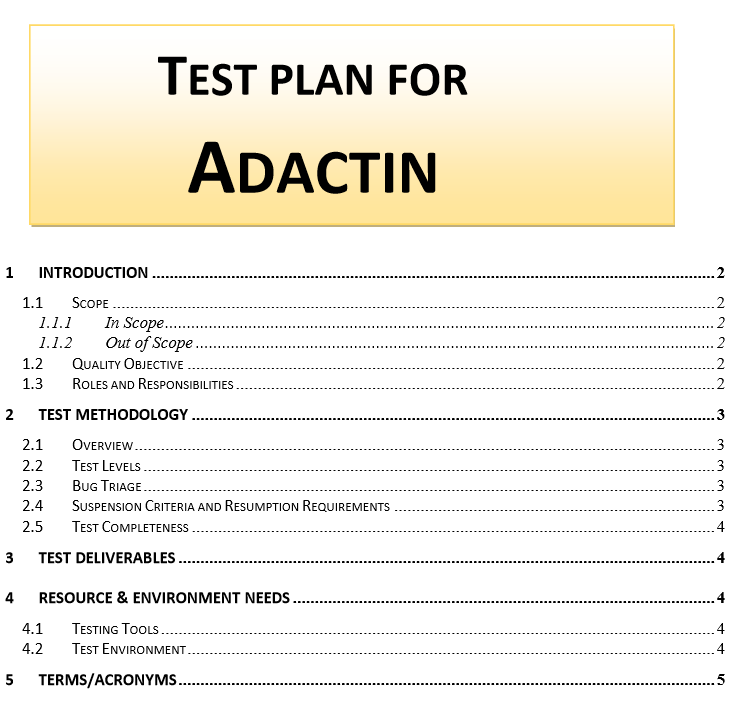 TEST PLAN FOR
ADACTIN
1 INTRODUCTION 2
1.1 SCOPE 2
1.1.1 In Scope 2
1.1.2 Out of Scope 2
1.2 QUALITY OBJECTIVE 2
1.3 ROLES AND RESPONSIBILITIES 2
2 TEST METHODOLOGY 3
2.1 OVERVIEW 3
2.2 TEST LEVELS 3
2.3 BUG TRIAGE 3
2.4 SUSPENSION CRITERIA AND RESUMPTION REQUIREMENTS 3
2.5 TEST COMPLETENESS 4
3 TEST DELIVERABLES 4
4 RESOURCE & ENVIRONMENT NEEDS 4
4.1 TESTING TOOLS 4
4.2 TEST ENVIRONMENT 4
5 TERMS/ACRONYMS 5